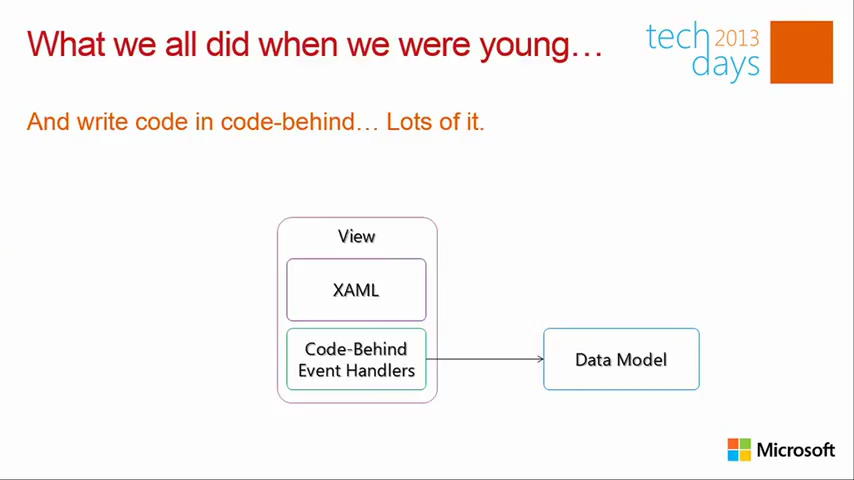 What we all did when we were young…
tech 2013
days
And write code in code-behind… Lots of it.
View
XAML
Code-Behind
Event Handlers
Data Model
Microsoft